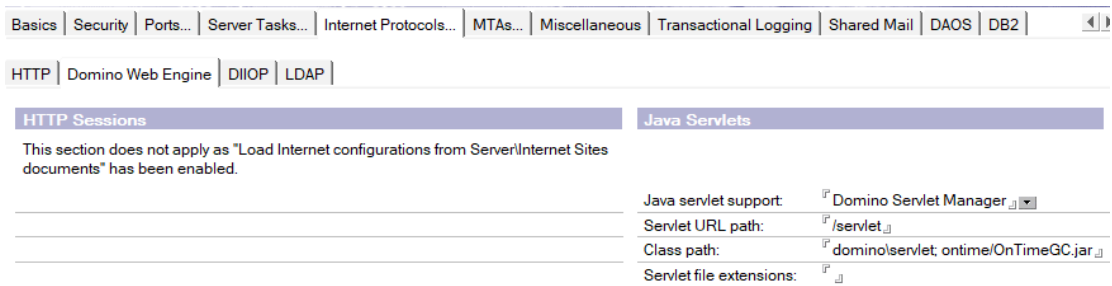 Basics Security Ports... Server Tasks... Internet Protocols... MTAs... Miscellaneous Transactional Logging Shared Mail DAOS DB2
HTTP Domino Web Engine DIIOP LDAP
HTTP Sessions
This section does not apply as "Load Internet configurations from Server\Internet Sites
documents" has been enabled.
Java Servlets
Java servlet support: Domino Servlet Manager
Servlet URL path: /servlet
Class path: domino\servlet; ontime/OnTimeGC.jar
Servlet file extensions: